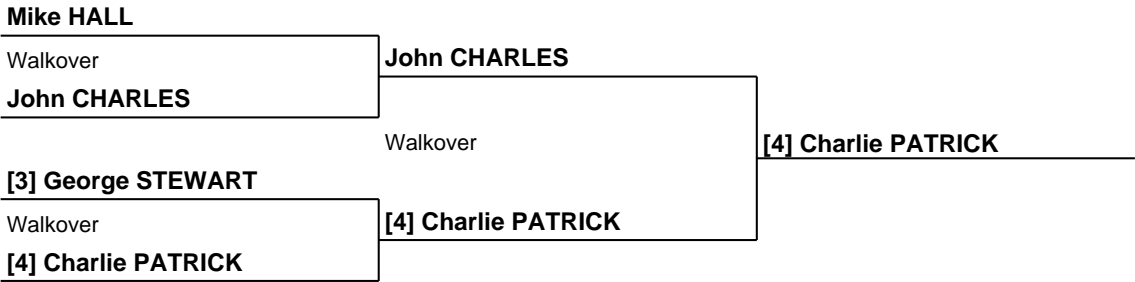 Mike HALL
Walkover
John CHARLES
John CHARLES
Walkover
[4] Charlie PATRICK
[3] George STEWART
Walkover
[4] Charlie PATRICK
[4] Charlie PATRICK